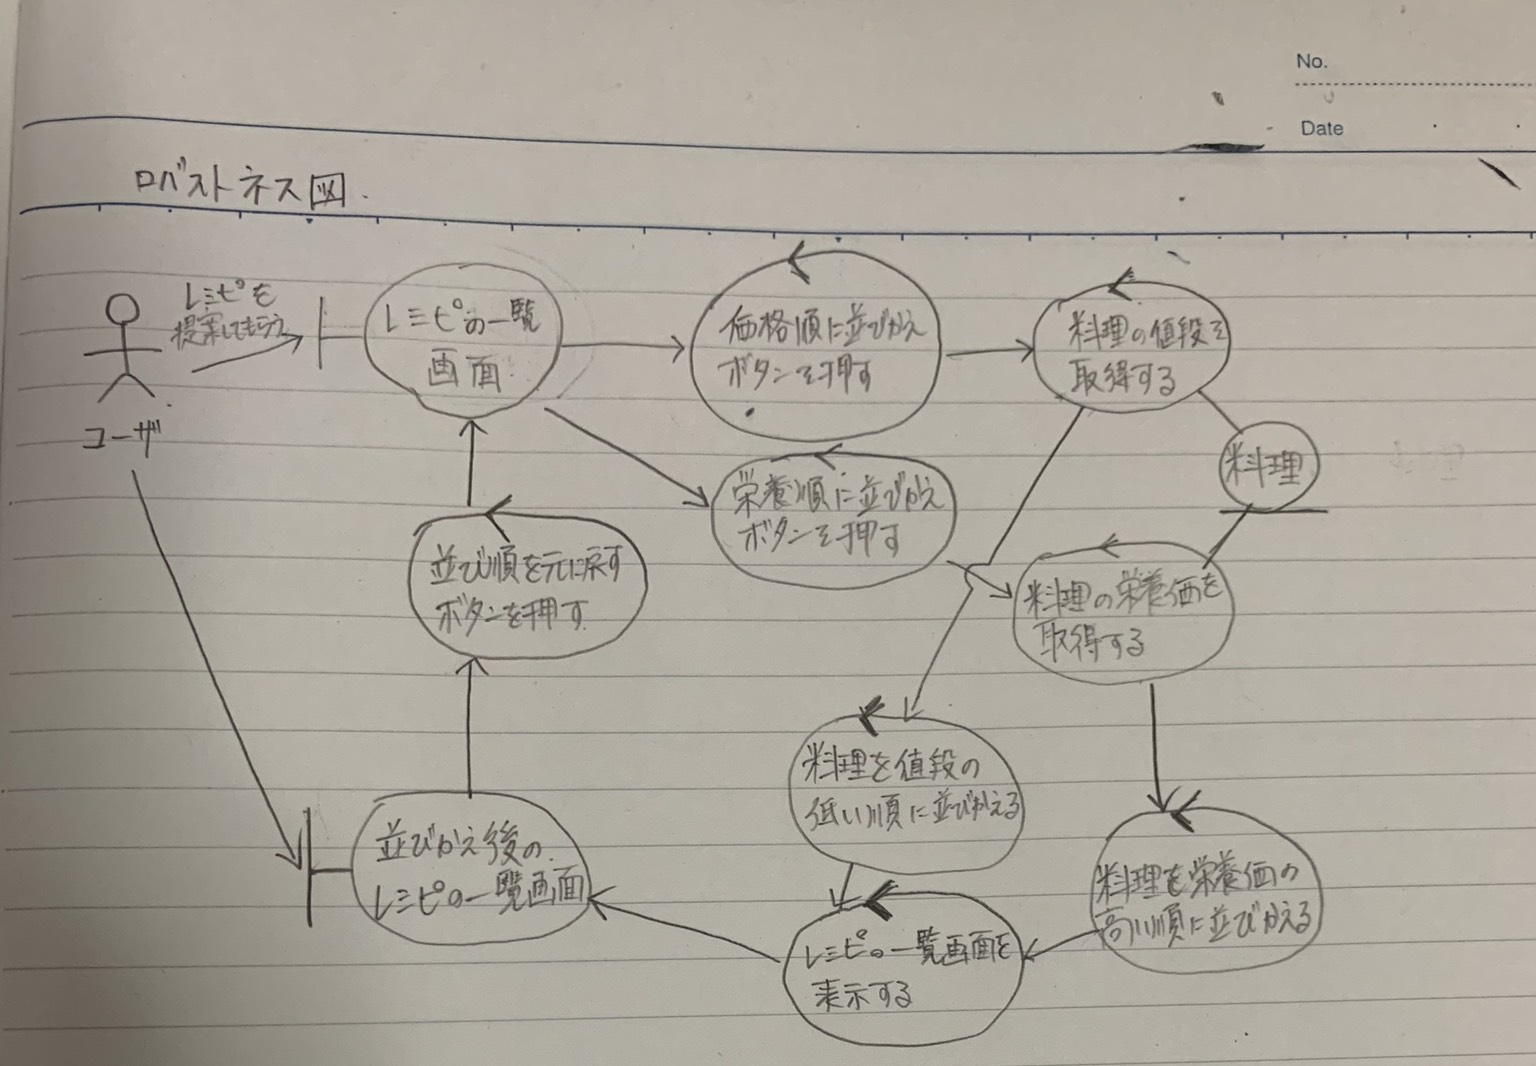 No.
Date
ロバストネス図.
レシピを
提案してもらう
ユーザ
レシピの一覧
画面
価格順に並びかえ
ボタンを押す
料理の値段を
取得する
料理
栄養順に並びかえ
ボタンを押す
料理の栄養価を
取得する
並び順を元に戻す
ボタンを押す
料理を値段の
低い順に並びかえる
料理を栄養価の
高い順に並びかえる
並びかえ後の
レシピの一覧画面
レシピの一覧画面を
表示する